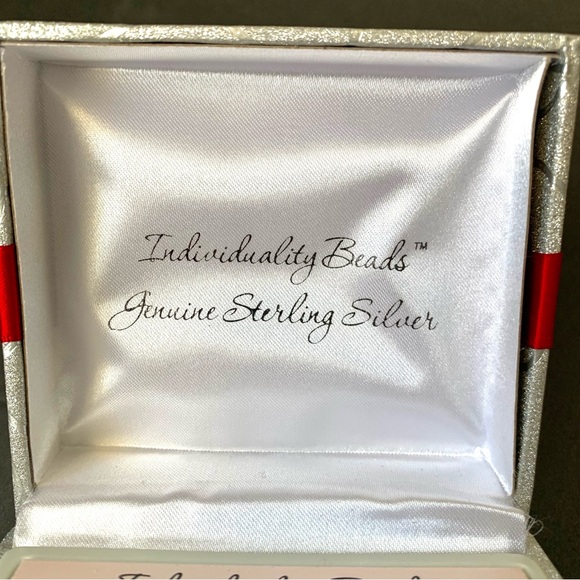 Individuality Beads™
Genuine Sterling Silver